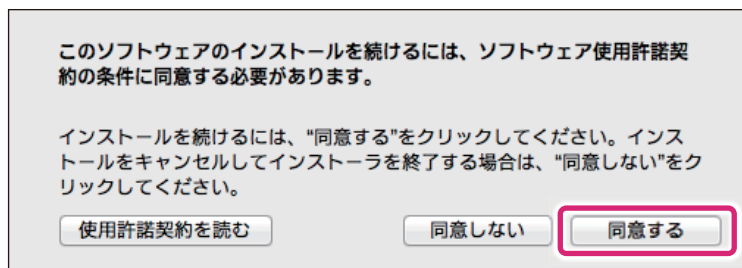 このソフトウェアのインストールを続けるには、ソフトウェア使用許諾契
約の条件に同意する必要があります。
インストールを続けるには、“同意する”をクリックしてください。インス
トールをキャンセルしてインストーラを終了する場合は、“同意しない”をク
リックしてください。
使用許諾契約を読む 同意しない 同意する